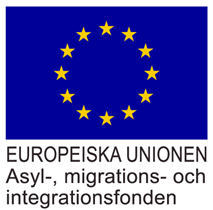 EUROPEISKA UNIONEN
Asyl-, migrations- och
integrationsfonden